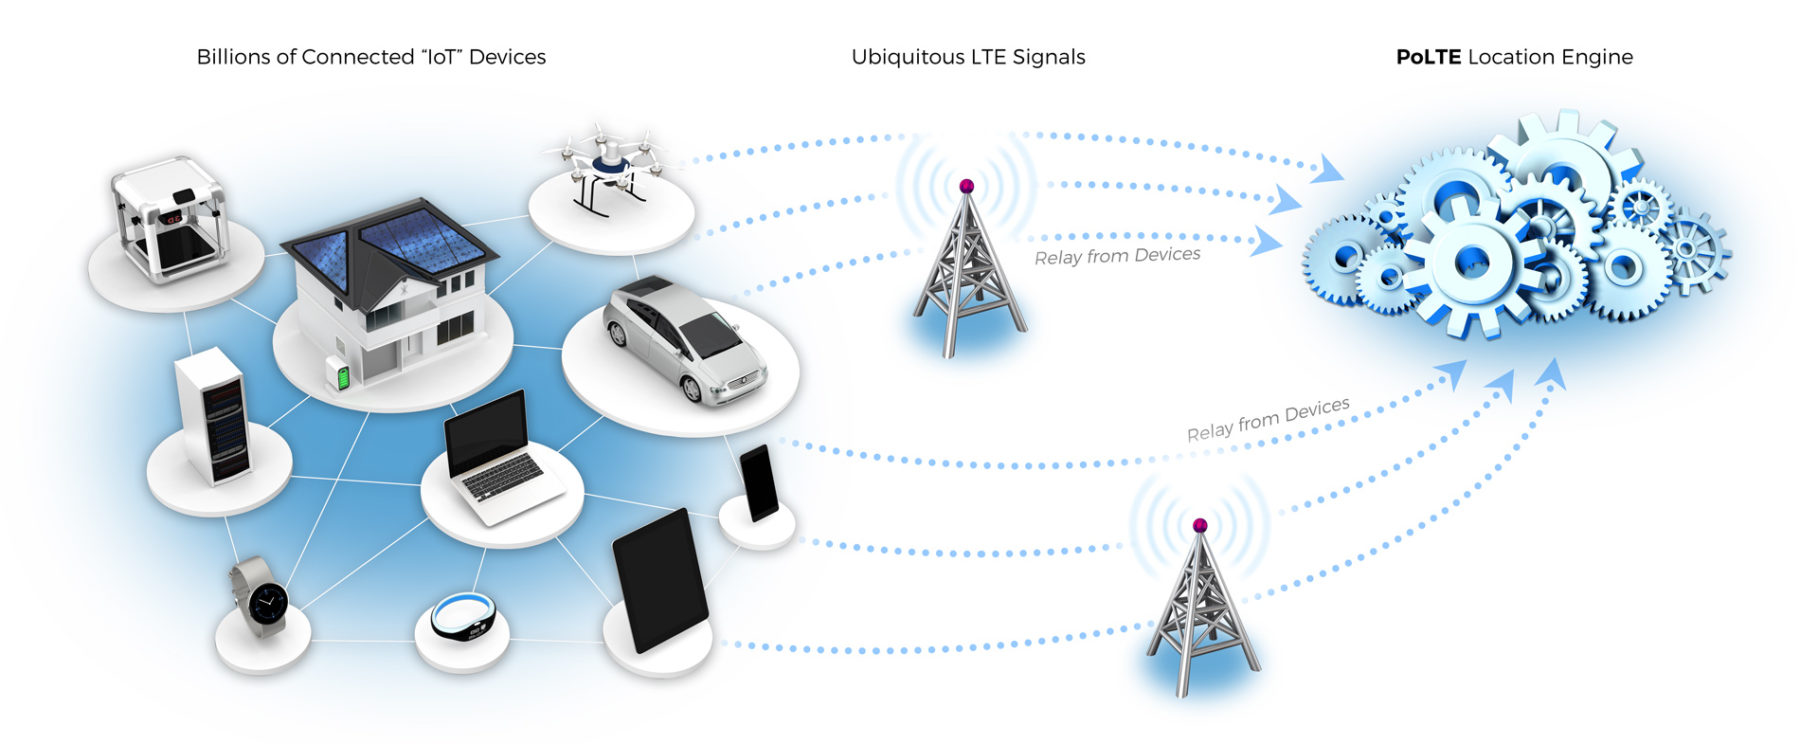 Billions of Connected “IoT” Devices
Ubiquitous LTE Signals
PoLTE Location Engine
Relay from Devices
Relay from Devices